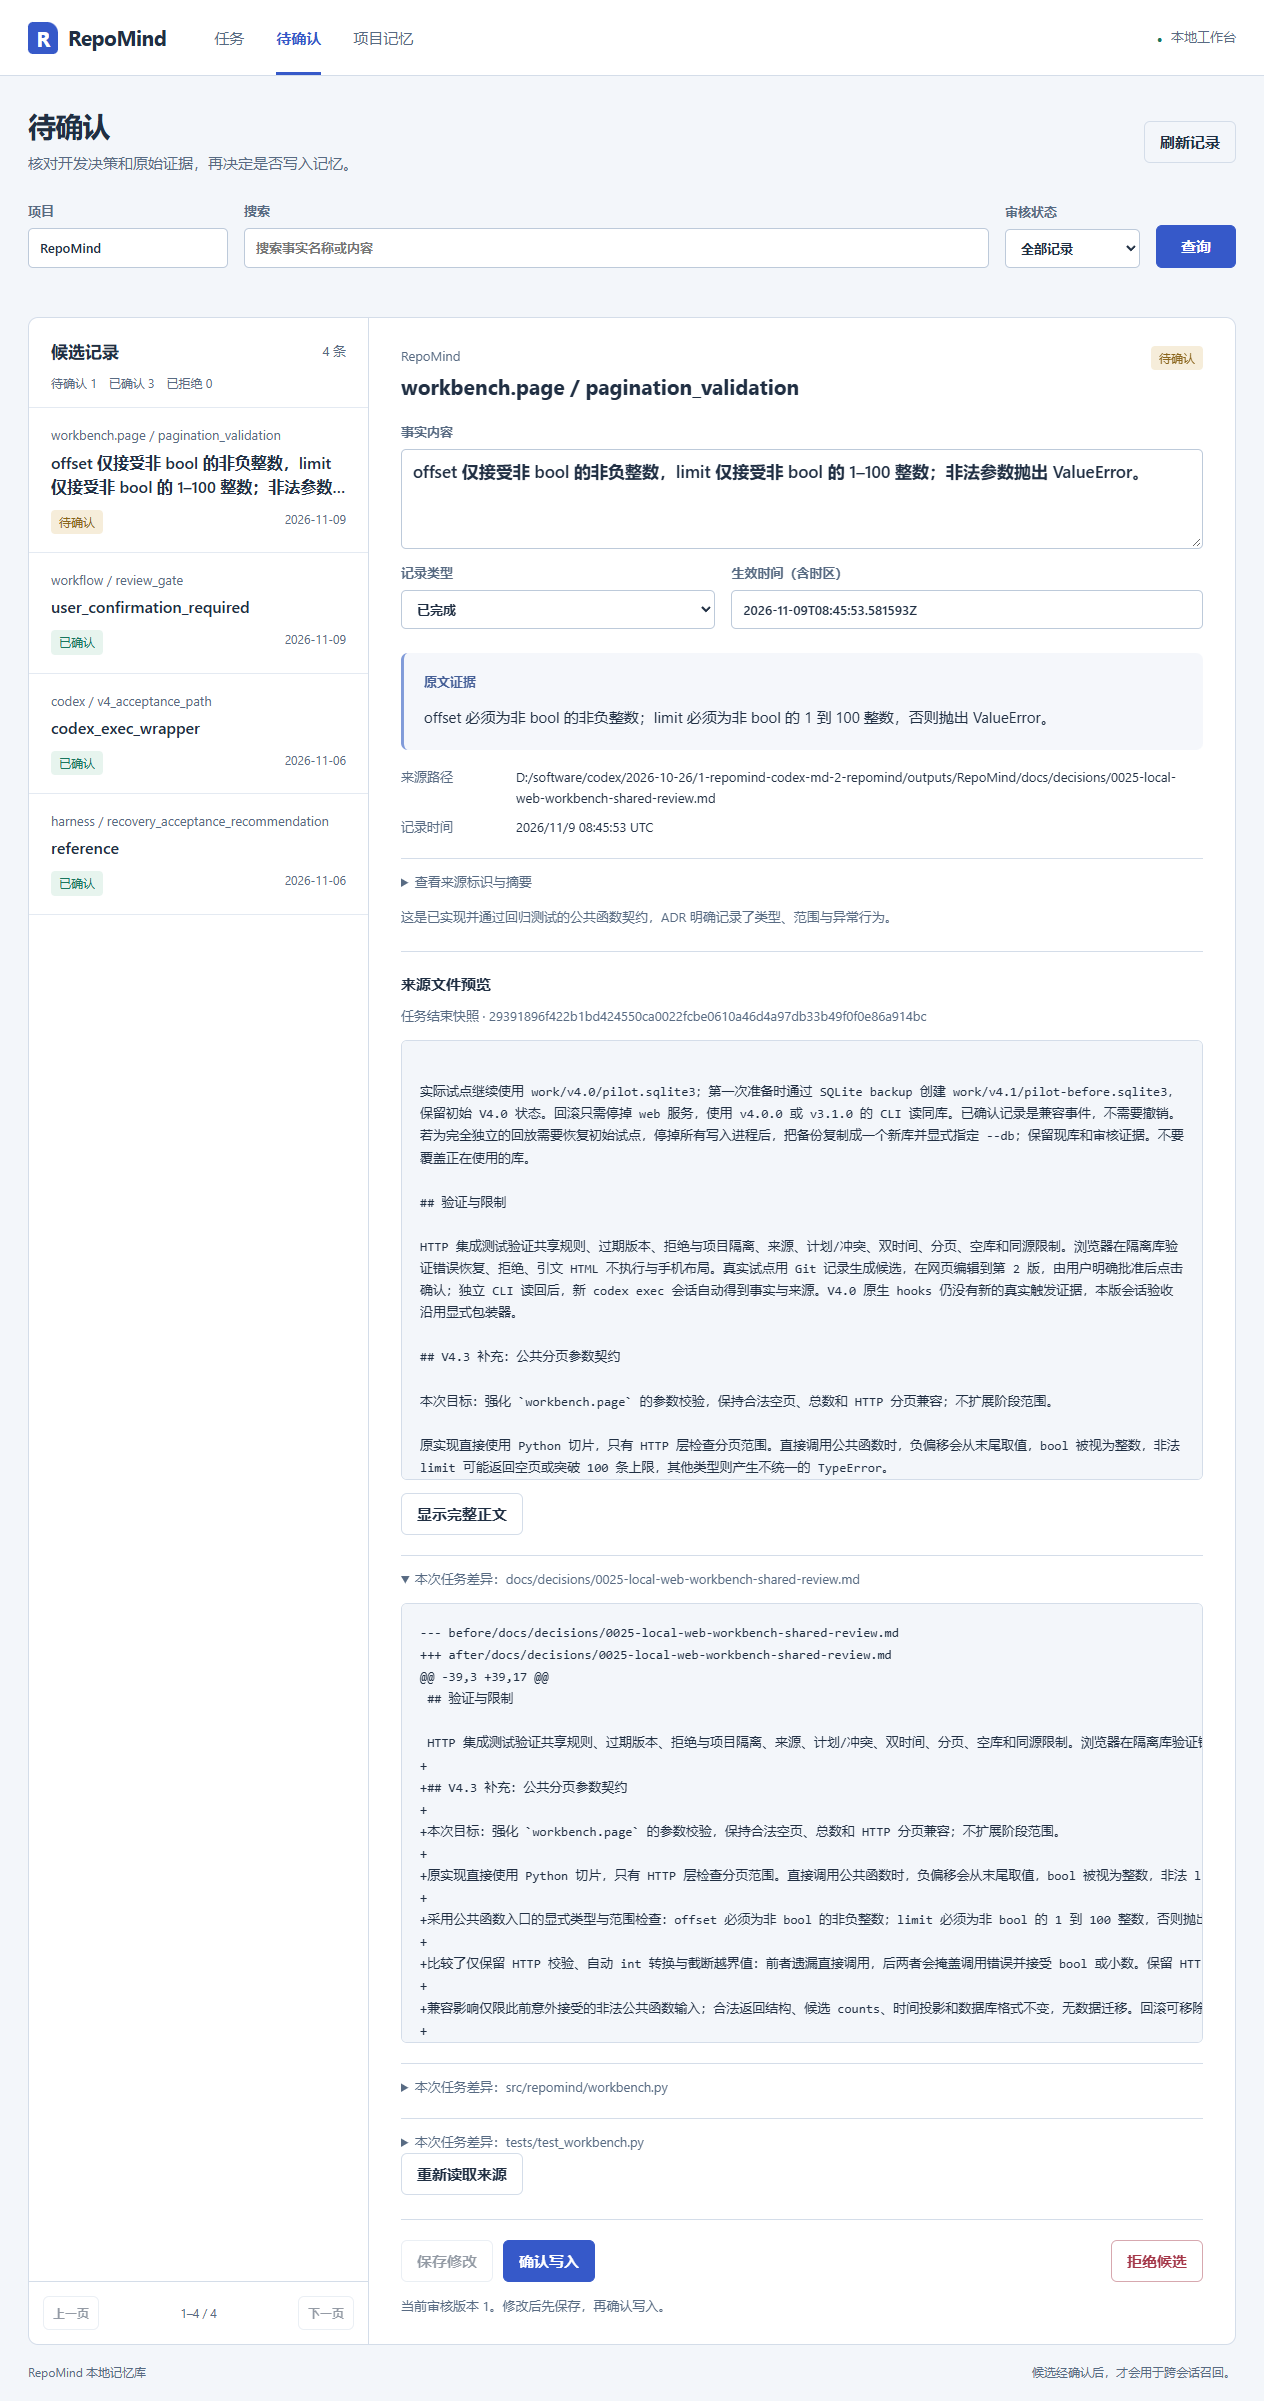 R RepoMind 任务 待确认 项目记忆 • 本地工作台
待确认
核对开发决策和原始证据，再决定是否写入记忆。
刷新记录
项目 搜索 审核状态
RepoMind 搜索事实名称或内容 全部记录 查询
候选记录 4 条
待确认 1 已确认 3 已拒绝 0
workbench.page / pagination_validation
offset 仅接受非 bool 的非负整数，limit
仅接受非 bool 的 1–100 整数；非法参数…
待确认 2026-11-09
workflow / review_gate
user_confirmation_required
已确认 2026-11-09
codex / v4_acceptance_path
codex_exec_wrapper
已确认 2026-11-06
harness / recovery_acceptance_recommendation
reference
已确认 2026-11-06
上一页 1–4 / 4 下一页
RepoMind 待确认
workbench.page / pagination_validation
事实内容
offset 仅接受非 bool 的非负整数，limit 仅接受非 bool 的 1–100 整数；非法参数抛出 ValueError。
记录类型 生效时间（含时区）
已完成 2026-11-09T08:45:53.581593Z
原文证据
offset 必须为非 bool 的非负整数；limit 必须为非 bool 的 1 到 100 整数，否则抛出 ValueError。
来源路径 D:/software/codex/2026-10-26/1-repomind-codex-md-2-repomind/outputs/RepoMind/docs/decisions/0025-local-
web-workbench-shared-review.md
记录时间 2026/11/9 08:45:53 UTC
▶ 查看来源标识与摘要
这是已实现并通过回归测试的公共函数契约，ADR 明确记录了类型、范围与异常行为。
来源文件预览
任务结束快照 · 29391896f422b1bd424550ca0022fcbe0610a46d4a97db33b49f0f0e86a914bc
实际试点继续使用 work/v4.0/pilot.sqlite3；第一次准备时通过 SQLite backup 创建 work/v4.1/pilot-before.sqlite3，
保留初始 V4.0 状态。回滚只需停掉 web 服务，使用 v4.0.0 或 v3.1.0 的 CLI 读同库。已确认记录是兼容事件，不需要撤销。
若为完全独立的回放需要恢复初始试点，停掉所有写入进程后，把备份复制成一个新库并显式指定 --db；保留现库和审核证据。不要
覆盖正在使用的库。
## 验证与限制
HTTP 集成测试验证共享规则、过期版本、拒绝与项目隔离、来源、计划/冲突、双时间、分页、空库和同源限制。浏览器在隔离库验
证错误恢复、拒绝、引文 HTML 不执行与手机布局。真实试点用 Git 记录生成候选，在网页编辑到第 2 版，由用户明确批准后点击
确认；独立 CLI 读回后，新 codex exec 会话自动得到事实与来源。V4.0 原生 hooks 仍没有新的真实触发证据，本版会话验收
沿用显式包装器。
## V4.3 补充：公共分页参数契约
本次目标：强化 `workbench.page` 的参数校验，保持合法空页、总数和 HTTP 分页兼容；不扩展阶段范围。
原实现直接使用 Python 切片，只有 HTTP 层检查分页范围。直接调用公共函数时，负偏移会从末尾取值，bool 被视为整数，非法
limit 可能返回空页或突破 100 条上限，其他类型则产生不统一的 TypeError。
显示完整正文
▼ 本次任务差异：docs/decisions/0025-local-web-workbench-shared-review.md
--- before/docs/decisions/0025-local-web-workbench-shared-review.md
+++ after/docs/decisions/0025-local-web-workbench-shared-review.md
@@ -39,3 +39,17 @@
## 验证与限制
HTTP 集成测试验证共享规则、过期版本、拒绝与项目隔离、来源、计划/冲突、双时间、分页、空库和同源限制。浏览器在隔离库验证
+
+## V4.3 补充：公共分页参数契约
+
+本次目标：强化 `workbench.page` 的参数校验，保持合法空页、总数和 HTTP 分页兼容；不扩展阶段范围。
+
+原实现直接使用 Python 切片，只有 HTTP 层检查分页范围。直接调用公共函数时，负偏移会从末尾取值，bool 被视为整数，非法 l
+
+采用公共函数入口的显式类型与范围检查：offset 必须为非 bool 的非负整数；limit 必须为非 bool 的 1 到 100 整数，否则抛出
+
+比较了仅保留 HTTP 校验、自动 int 转换与截断越界值：前者遗漏直接调用，后两者会掩盖调用错误并接受 bool 或小数。保留 HTT
+
+兼容影响仅限此前意外接受的非法公共函数输入；合法返回结构、候选 counts、时间投影和数据库格式不变，无数据迁移。回滚可移除
+
▶ 本次任务差异：src/repomind/workbench.py
▶ 本次任务差异：tests/test_workbench.py
重新读取来源
保存修改 确认写入 拒绝候选
当前审核版本 1。修改后先保存，再确认写入。
RepoMind 本地记忆库 候选经确认后，才会用于跨会话召回。